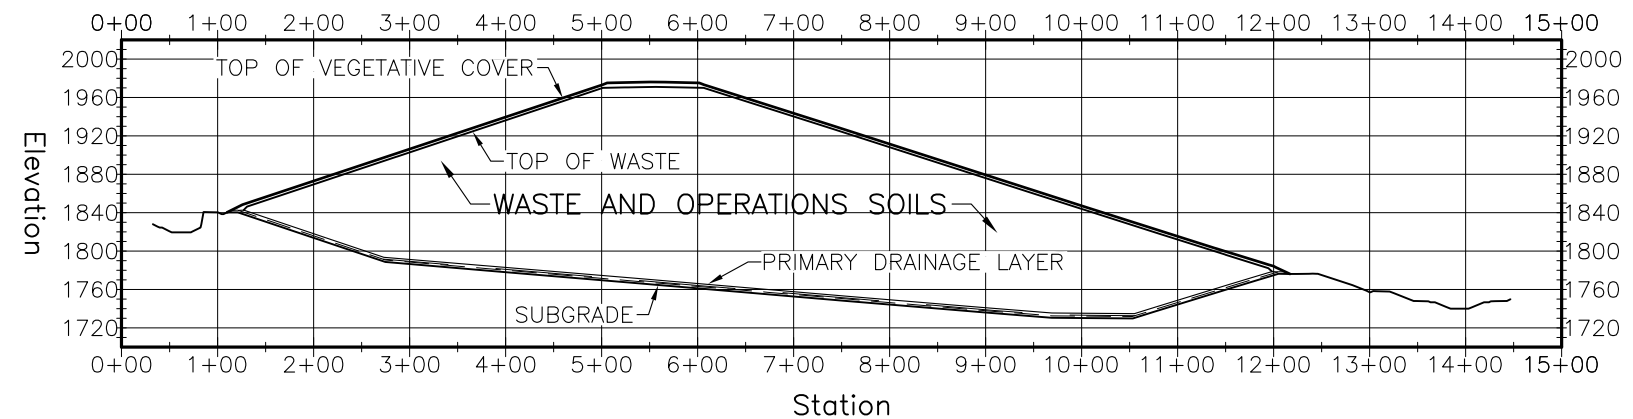 0+00 1+00 2+00 3+00 4+00 5+00 6+00 7+00 8+00 9+00 10+00 11+00 12+00 13+00 14+00 15+00
2000 2000
TOP OF VEGETATIVE COVER
1960 1960
1920 1920
TOP OF WASTE
1880 1880
WASTE AND OPERATIONS SOILS
1840 1840
Elevation
1800 1800
PRIMARY DRAINAGE LAYER
1760 1760
SUBGRADE
1720 1720
0+00 1+00 2+00 3+00 4+00 5+00 6+00 7+00 8+00 9+00 10+00 11+00 12+00 13+00 14+00 15+00
Station